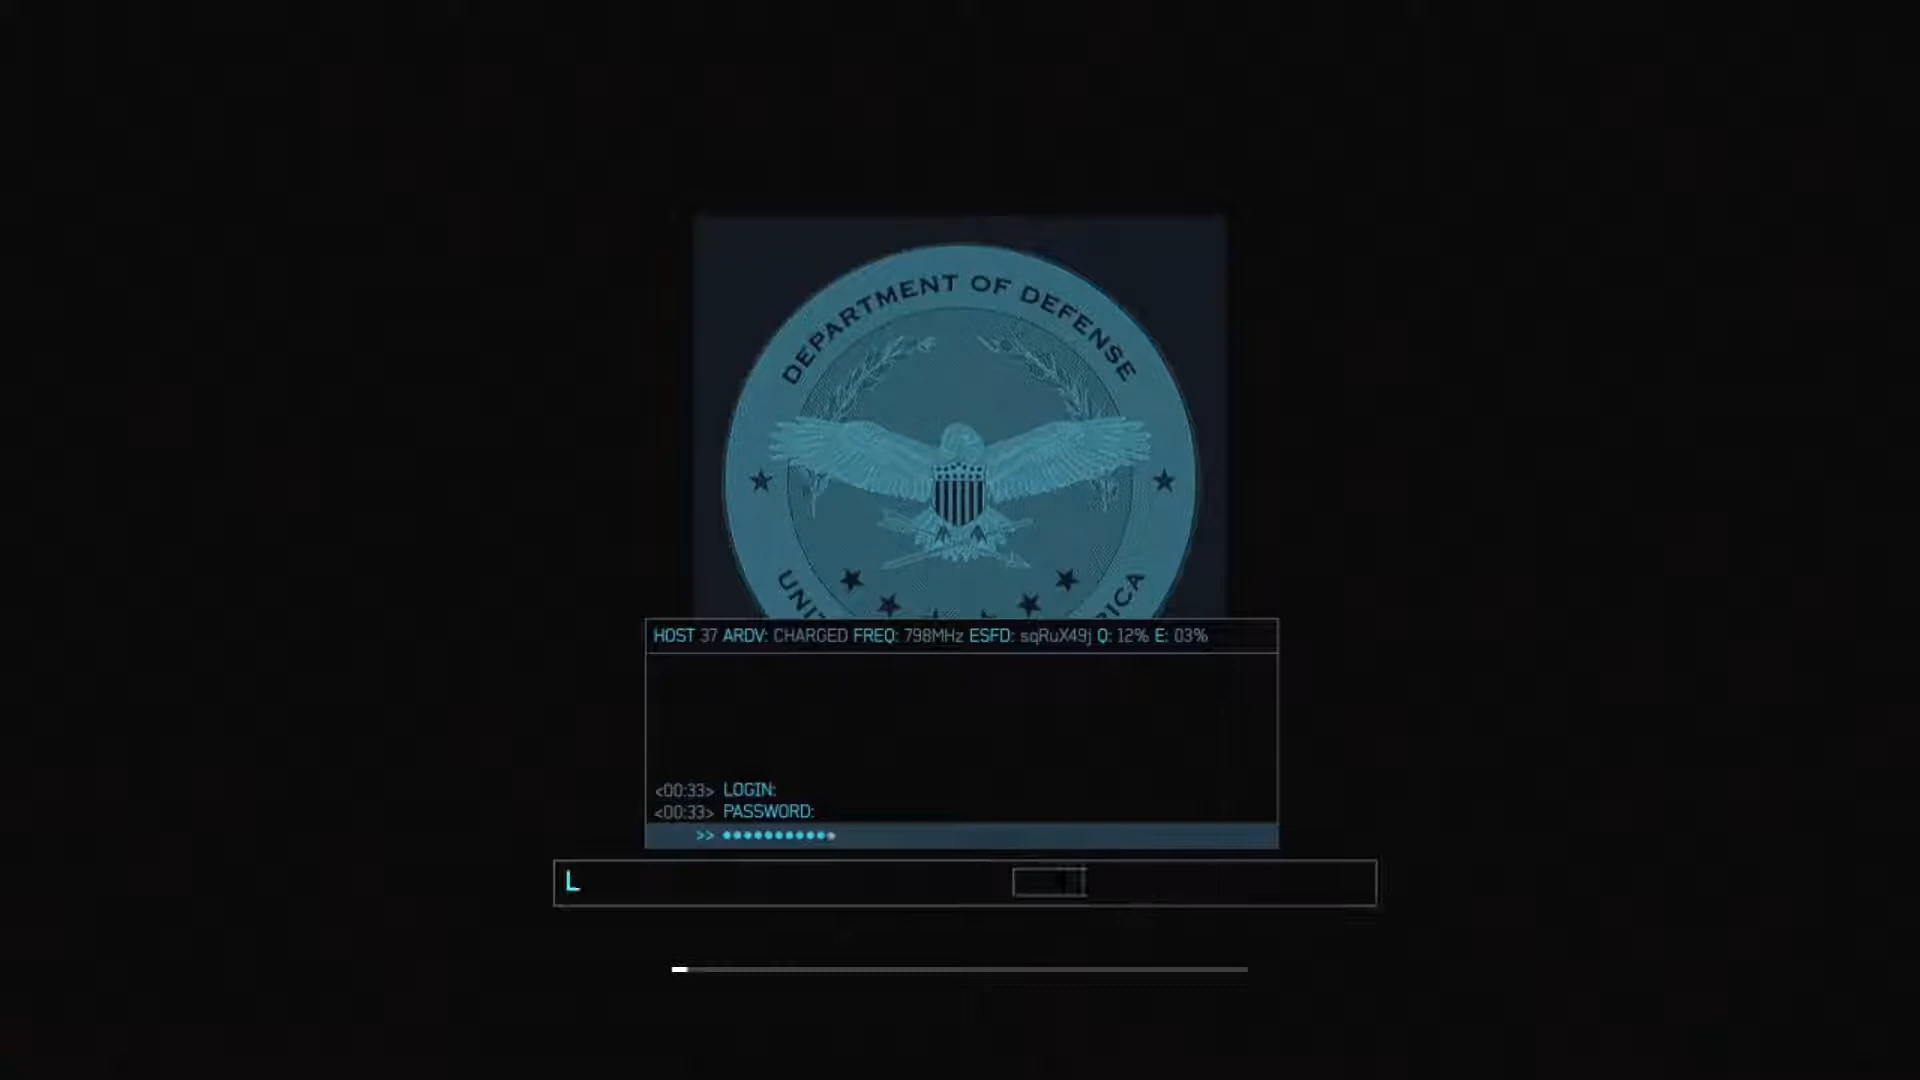 DEPARTMENT OF DEFENSE
HOST 37 ARDV: CHARGED FREQ: 798MHz ESFD: sqRuX49j Q: 12% E: 03%
<00:33> LOGIN:
<00:33> PASSWORD:
>> •••••••••••
L